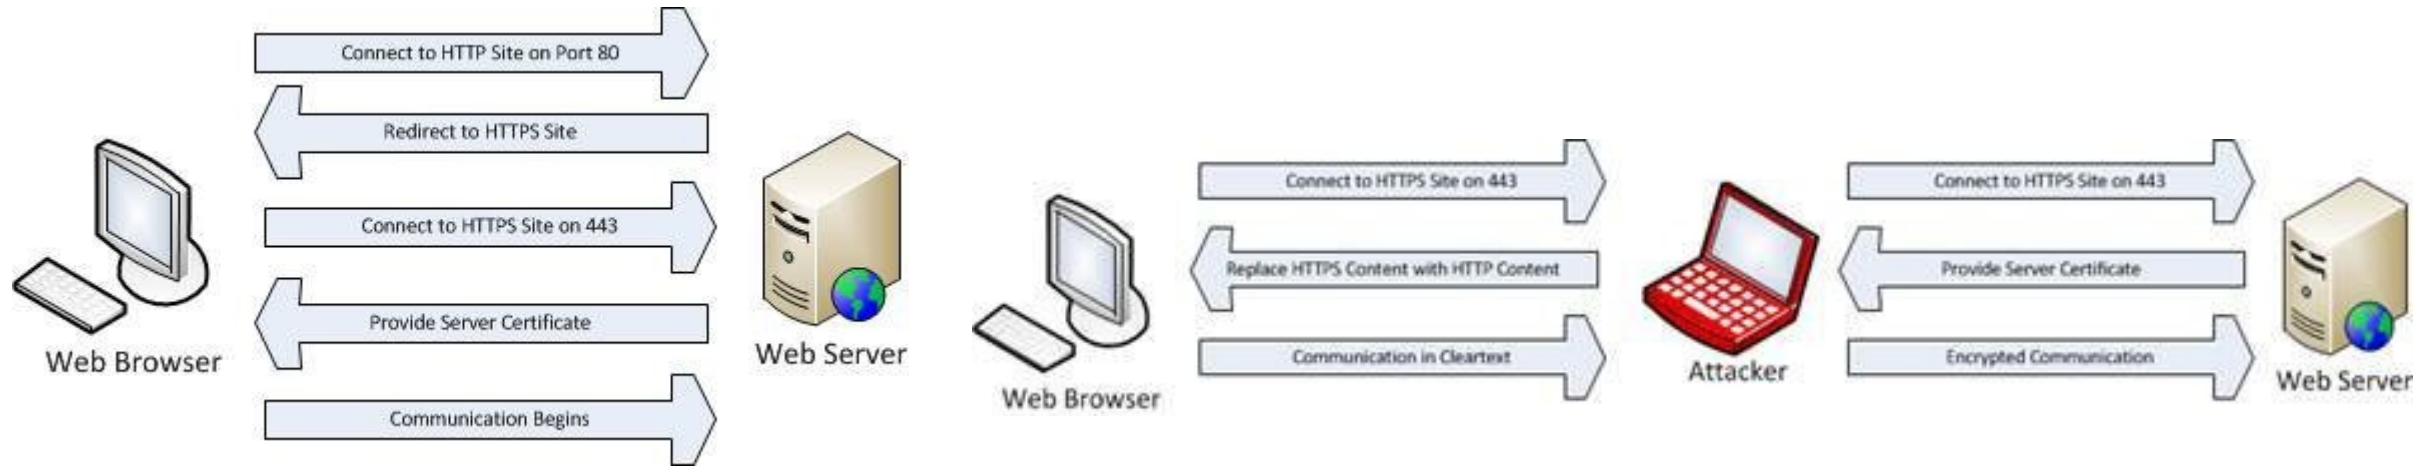 Connect to HTTP Site on Port 80
Redirect to HTTPS Site
Connect to HTTPS Site on 443
Provide Server Certificate
Communication Begins
Web Browser
Web Server
Connect to HTTPS Site on 443
Replace HTTPS Content with HTTP Content
Communication in Cleartext
Web Browser
Attacker
Connect to HTTPS Site on 443
Provide Server Certificate
Encrypted Communication
Web Server